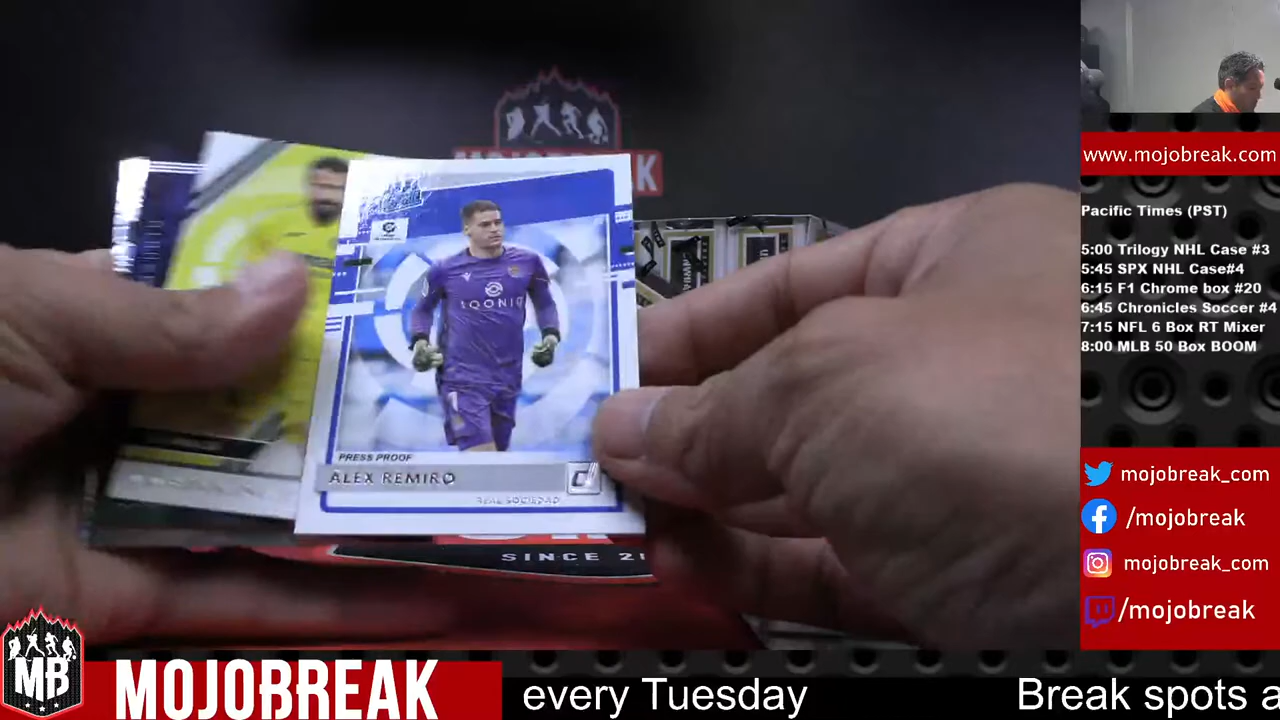 www.mojobreak.com
Pacific Times (PST)
5:00 Trilogy NHL Case #3
5:45 SPX NHL Case#4
6:15 F1 Chrome box #20
6:45 Chronicles Soccer #4
7:15 NFL 6 Box RT Mixer
8:00 MLB 50 Box BOOM
IQONIQ
1
PRESS PROOF
ALEX REMIRO
REAL SOCIEDAD
SINCE
mojobreak_com
/mojobreak
mojobreak_com
/mojobreak
MB
MOJOBREAK
every Tuesday
Break spots a